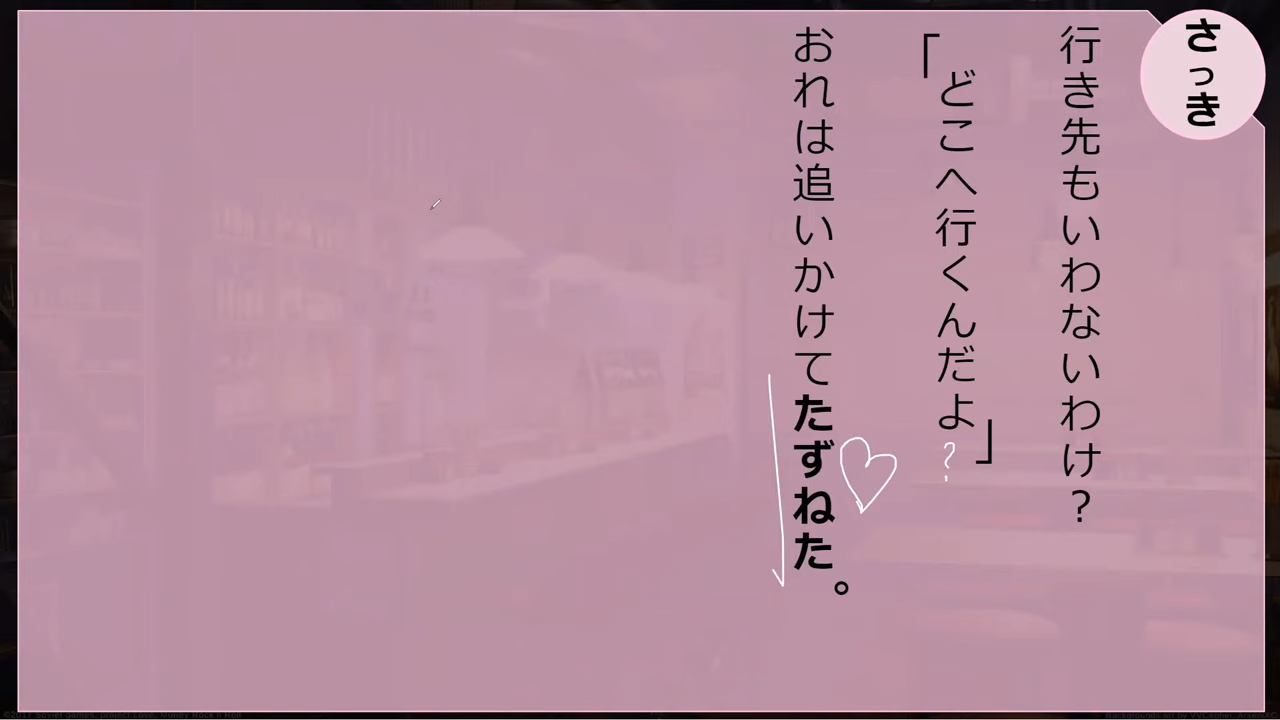 さっき
行き先もいわないわけ？
「どこへ行くんだよ？」
おれは追いかけてたずねた。